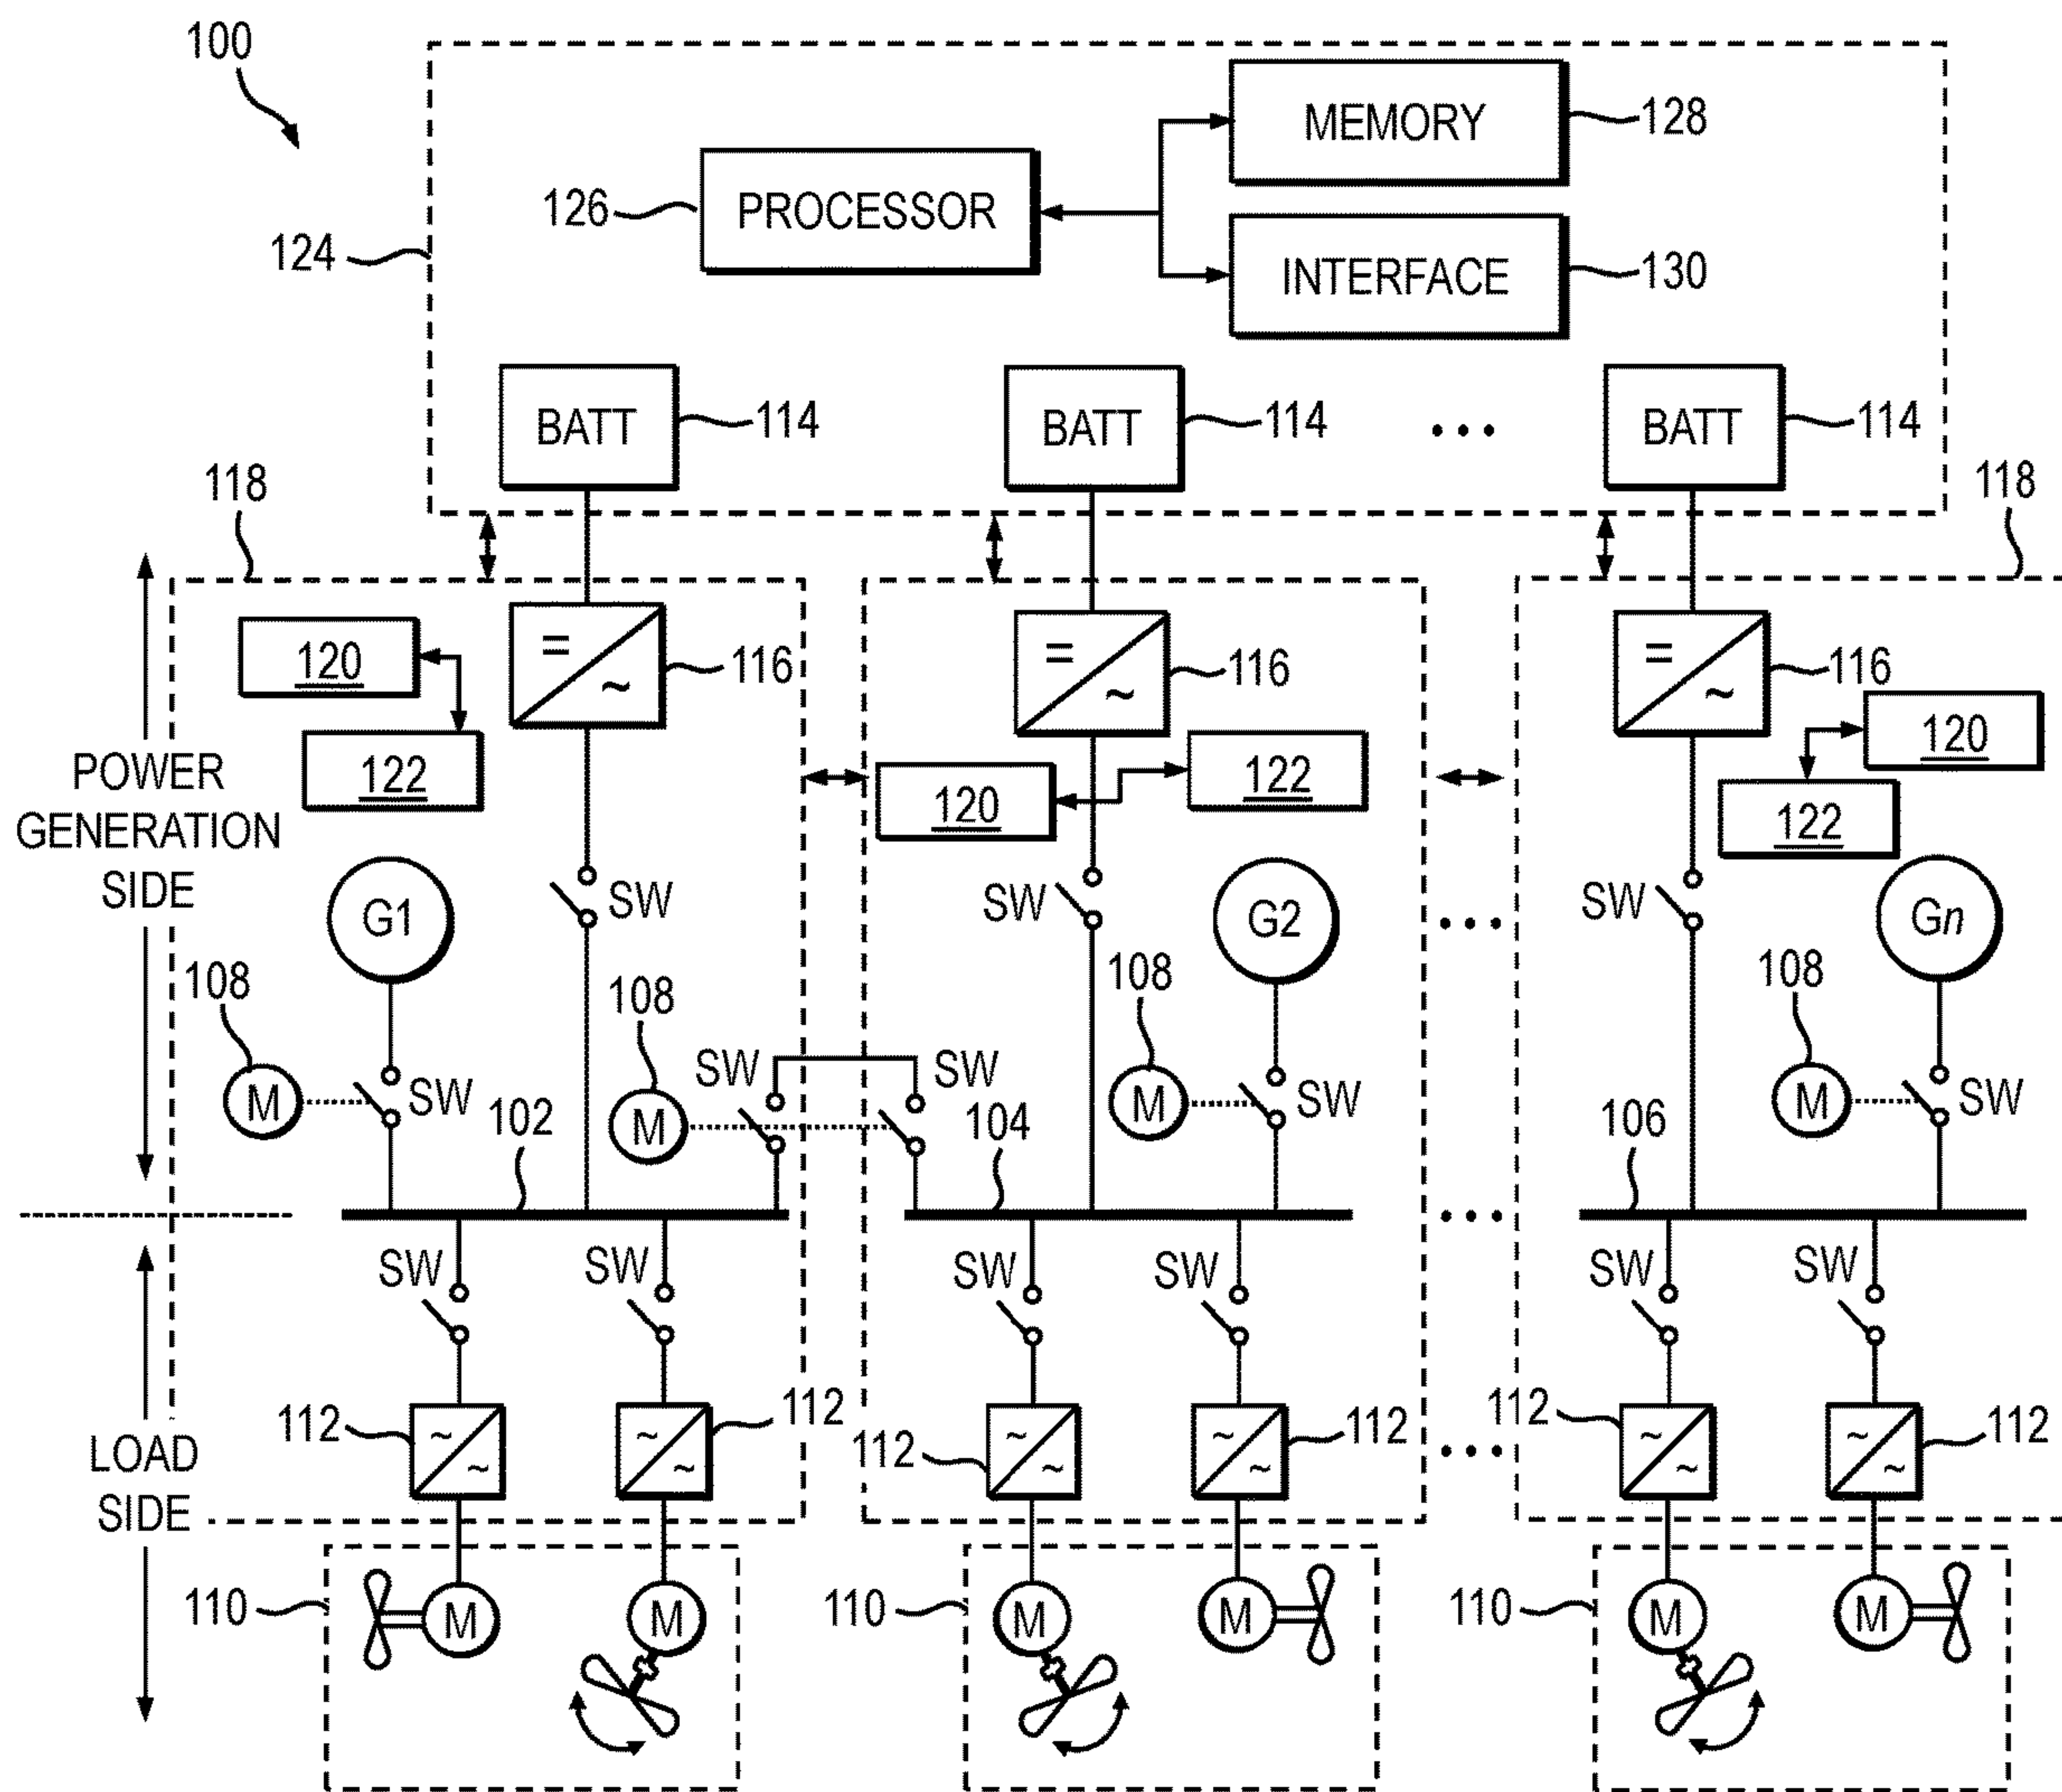 100
MEMORY
128
126
PROCESSOR
124
INTERFACE
130
BATT
114
BATT
114
...
BATT
114
118
118
=
~
116
=
~
116
=
~
116
120
122
120
122
120
122
POWER
GENERATION
SIDE
G1
SW
SW
G2
...
SW
Gn
108
108
108
108
M
SW
M
SW
SW
M
SW
M
SW
102
104
106
...
SW
SW
SW
SW
SW
SW
112
~
~
112
~
~
112
~
~
112
~
~
...
112
~
~
112
~
~
LOAD
SIDE
110
M
M
110
M
M
110
M
M